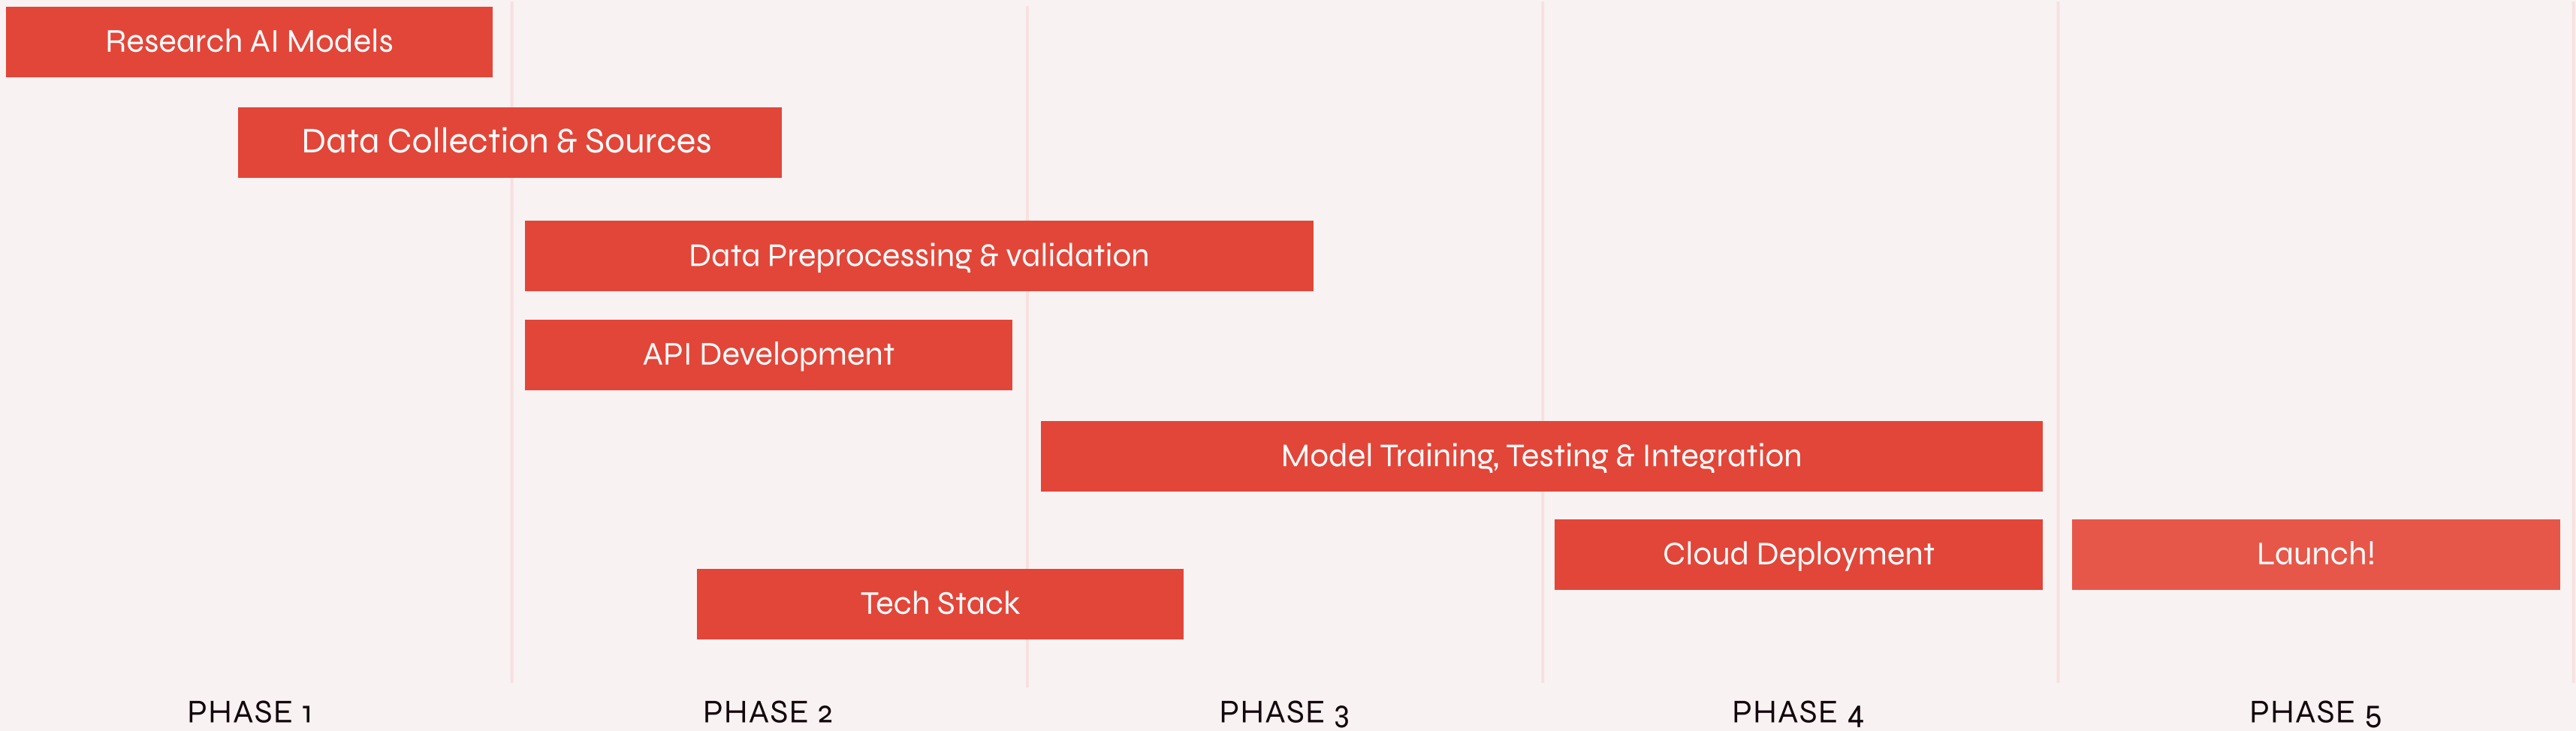 Research AI Models
Data Collection & Sources
Data Preprocessing & validation
API Development
Model Training, Testing & Integration
Cloud Deployment
Launch!
Tech Stack
PHASE 1
PHASE 2
PHASE 3
PHASE 4
PHASE 5